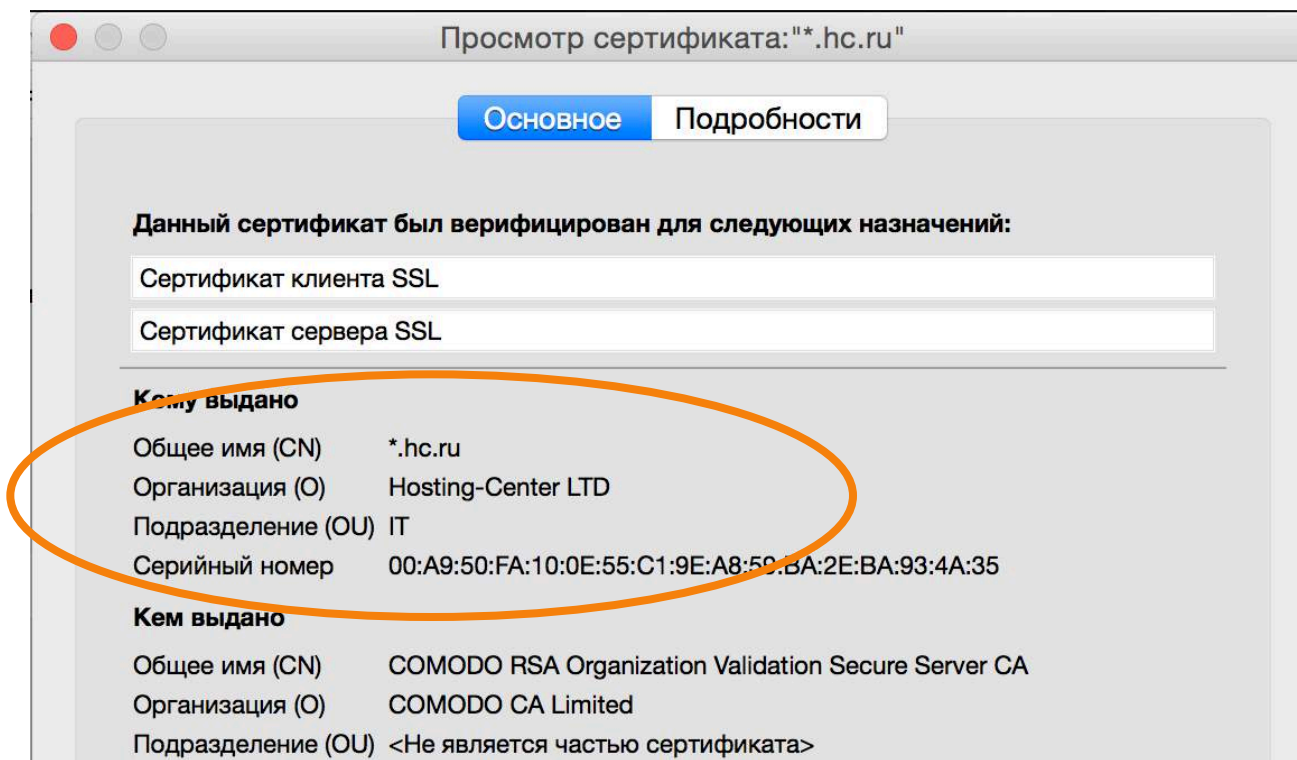 Просмотр сертификата:"*.hc.ru"
Основное Подробности
Данный сертификат был верифицирован для следующих назначений:
Сертификат клиента SSL
Сертификат сервера SSL
Кому выдано
Общее имя (CN) *.hc.ru
Организация (O) Hosting-Center LTD
Подразделение (OU) IT
Серийный номер 00:A9:50:FA:10:0E:55:C1:9E:A8:59:BA:2E:BA:93:4A:35
Кем выдано
Общее имя (CN) COMODO RSA Organization Validation Secure Server CA
Организация (O) COMODO CA Limited
Подразделение (OU) <Не является частью сертификата>